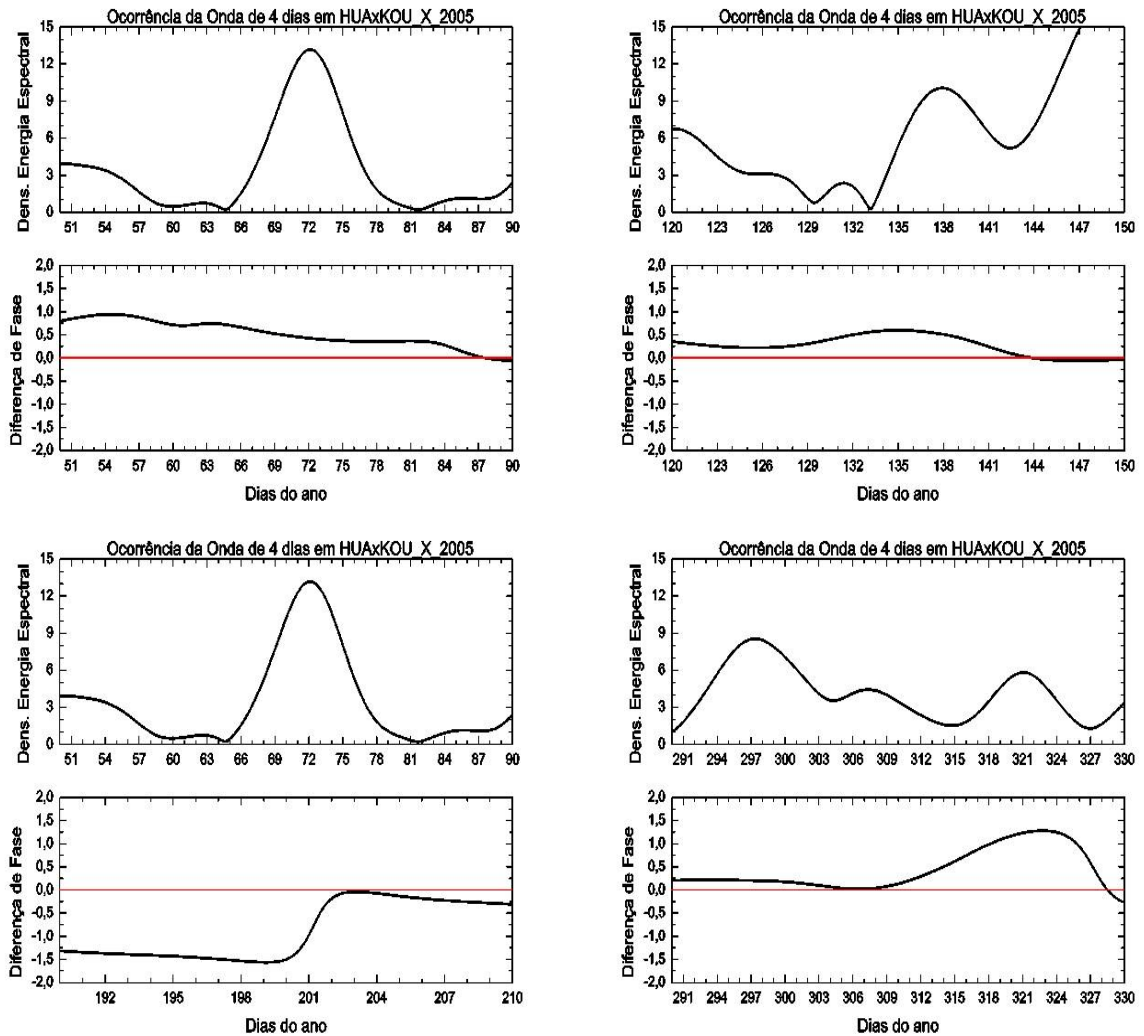 Ocorrência da Onda de 4 dias em HUAxKOU_X_2005
Dens. Energia Espectral
15
12
9
6
3
0
51 54 57 60 63 66 69 72 75 78 81 84 87 90
Diferença de Fase
2,0
1,5
1,0
0,5
0,0
-0,5
-1,0
-1,5
-2,0
51 54 57 60 63 66 69 72 75 78 81 84 87 90
Dias do ano
Ocorrência da Onda de 4 dias em HUAxKOU_X_2005
Dens. Energia Espectral
15
12
9
6
3
0
120 123 126 129 132 135 138 141 144 147 150
Diferença de Fase
2,0
1,5
1,0
0,5
0,0
-0,5
-1,0
-1,5
-2,0
120 123 126 129 132 135 138 141 144 147 150
Dias do ano
Ocorrência da Onda de 4 dias em HUAxKOU_X_2005
Dens. Energia Espectral
15
12
9
6
3
0
51 54 57 60 63 66 69 72 75 78 81 84 87 90
Diferença de Fase
2,0
1,5
1,0
0,5
0,0
-0,5
-1,0
-1,5
-2,0
192 195 198 201 204 207 210
Dias do ano
Ocorrência da Onda de 4 dias em HUAxKOU_X_2005
Dens. Energia Espectral
15
12
9
6
3
0
291 294 297 300 303 306 309 312 315 318 321 324 327 330
Diferença de Fase
2,0
1,5
1,0
0,5
0,0
-0,5
-1,0
-1,5
-2,0
291 294 297 300 303 306 309 312 315 318 321 324 327 330
Dias do ano